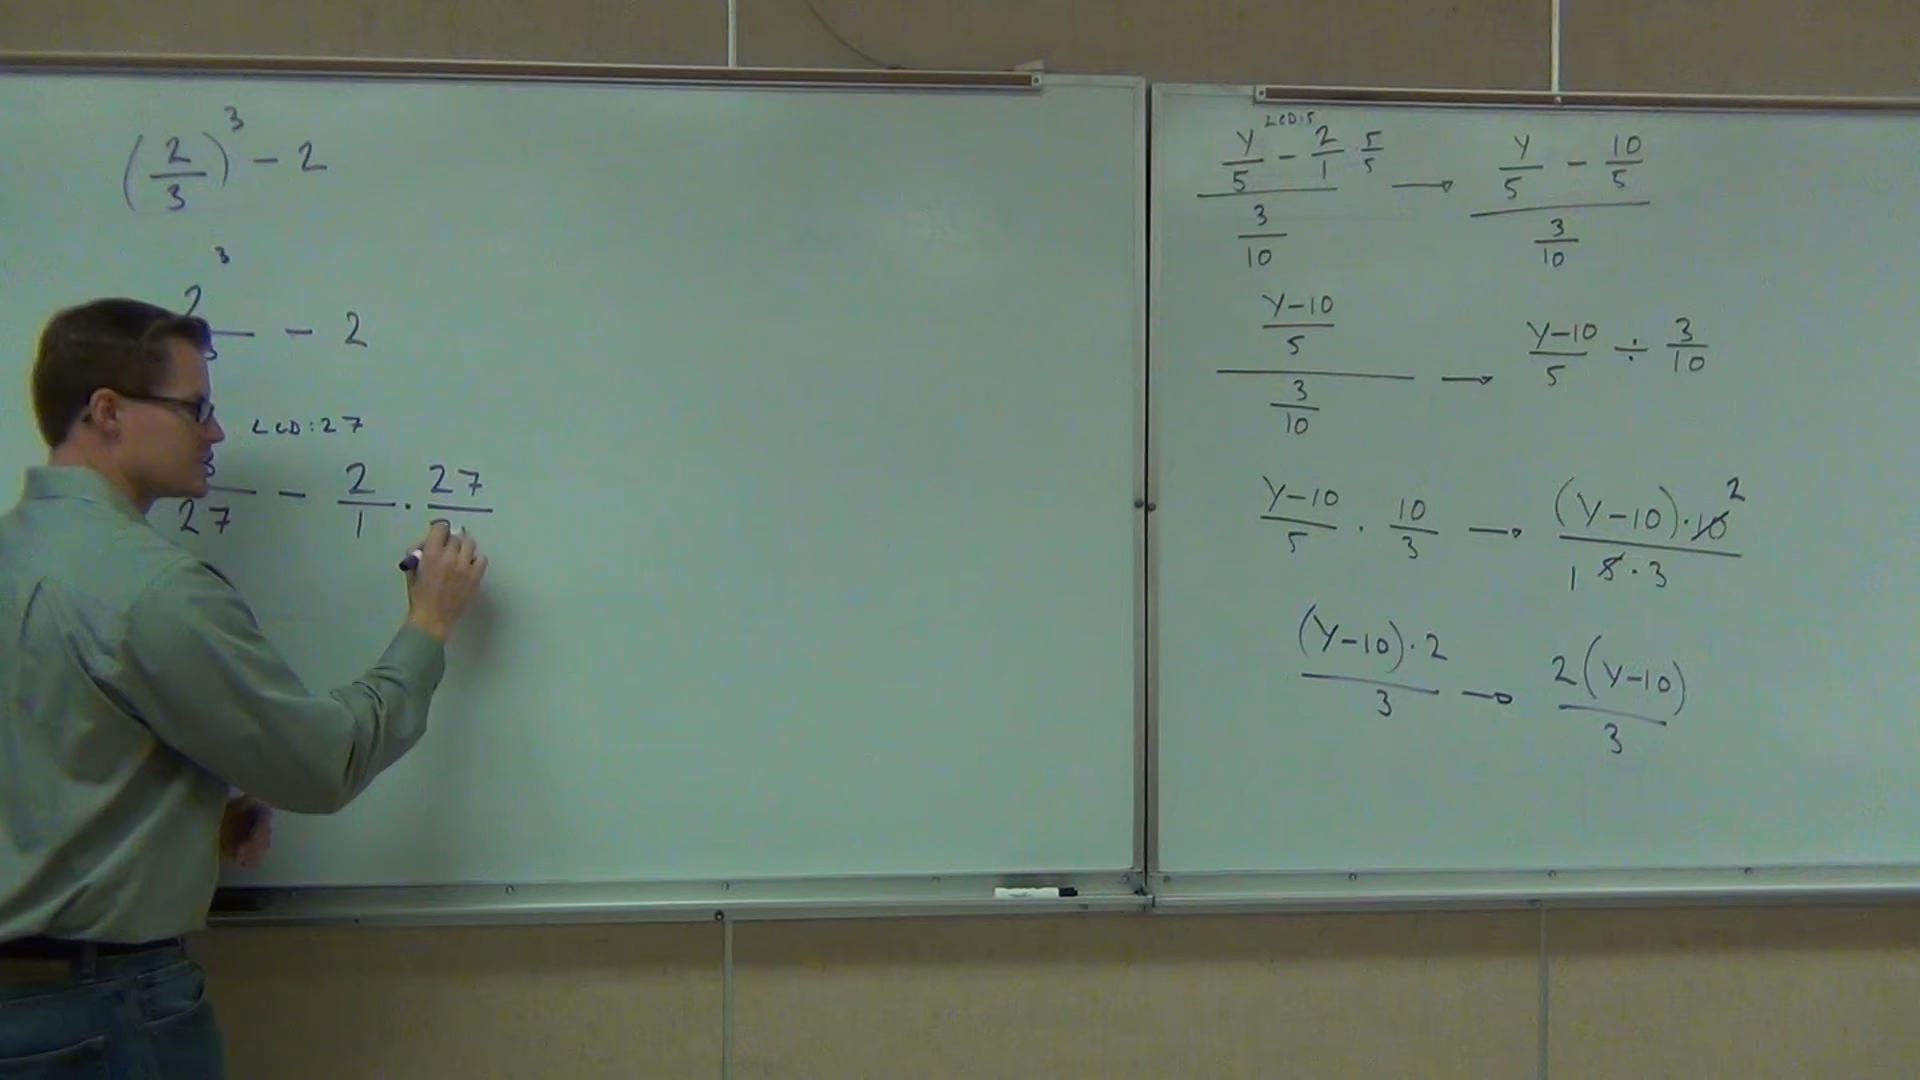 (2/3)^3 - 2
2^3/3 - 2
LCD: 27
/27 - 2/1 · 27/
LCD: 5
(y/5 - 2/1 · 5/5)/(3/10) → (y/5 - 10/5)/(3/10)
((y-10)/5)/(3/10) → (y-10)/5 ÷ 3/10
(y-10)/5 · 10/3 → ((y-10)·10 2)/(1 5·3)
((y-10)·2)/3 → 2(y-10)/3